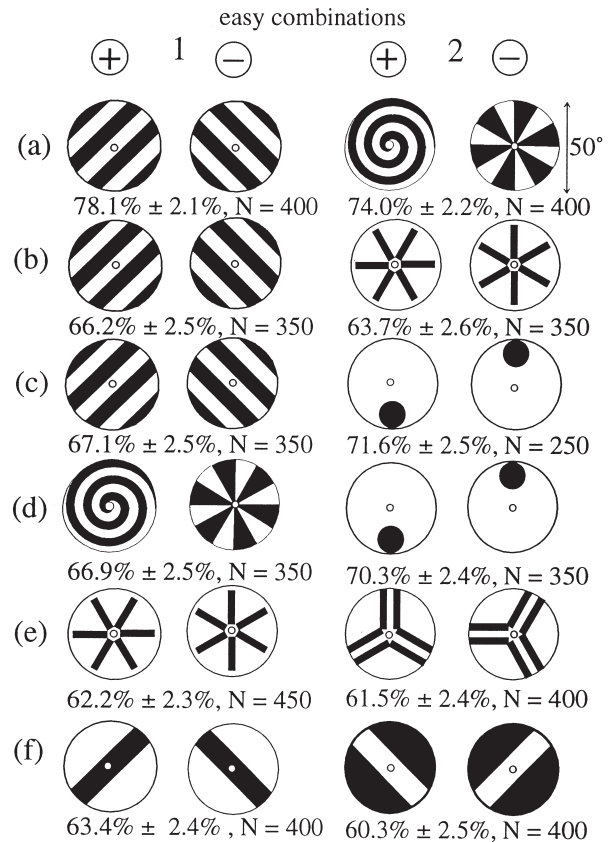 easy combinations
+ 1 − + 2 −
(a) 50°
78.1% ± 2.1%, N = 400 74.0% ± 2.2%, N = 400
(b)
66.2% ± 2.5%, N = 350 63.7% ± 2.6%, N = 350
(c)
67.1% ± 2.5%, N = 350 71.6% ± 2.5%, N = 250
(d)
66.9% ± 2.5%, N = 350 70.3% ± 2.4%, N = 350
(e)
62.2% ± 2.3%, N = 450 61.5% ± 2.4%, N = 400
(f)
63.4% ± 2.4% , N = 400 60.3% ± 2.5%, N = 400